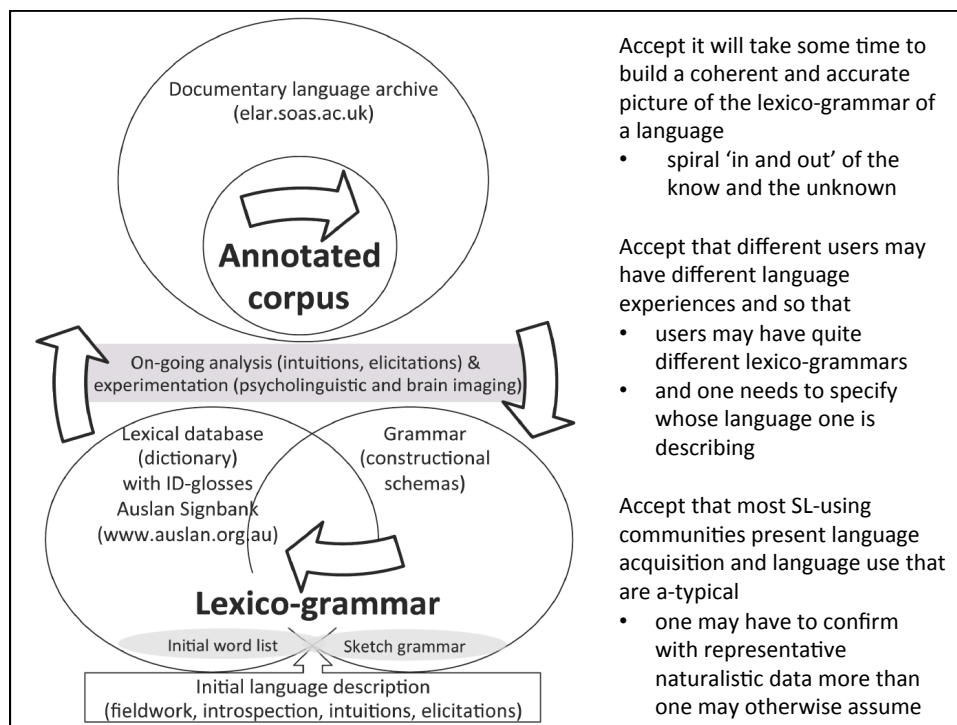 Documentary language archive
(elar.soas.ac.uk)
Annotated
corpus
On-going analysis (intuitions, elicitations) &
experimentation (psycholinguistic and brain imaging)
Lexical database
(dictionary)
with ID-glosses
Auslan Signbank
(www.auslan.org.au)
Grammar
(constructional
schemas)
Lexico-grammar
Initial word list
Sketch grammar
Initial language description
(fieldwork, introspection, intuitions, elicitations)
Accept it will take some time to
build a coherent and accurate
picture of the lexico-grammar of
a language
• spiral ‘in and out’ of the
know and the unknown
Accept that different users may
have different language
experiences and so that
• users may have quite
different lexico-grammars
• and one needs to specify
whose language one is
describing
Accept that most SL-using
communities present language
acquisition and language use that
are a-typical
• one may have to confirm
with representative
naturalistic data more than
one may otherwise assume